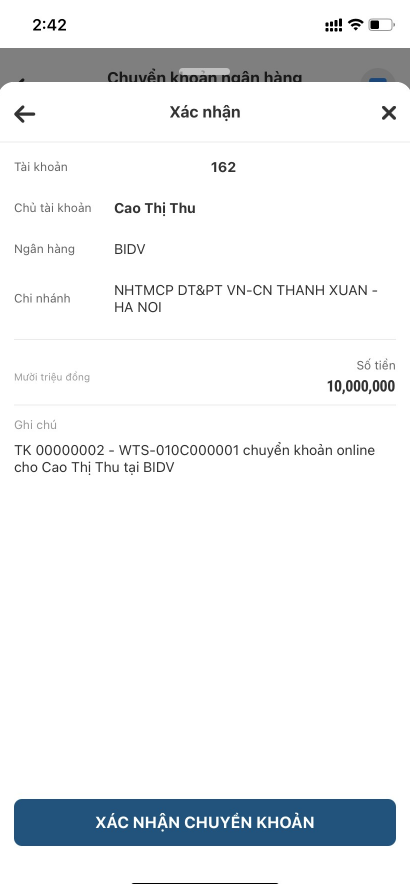 2:42
Chuyển khoản ngân hàng
Xác nhận
Tài khoản 162
Chủ tài khoản Cao Thị Thu
Ngân hàng BIDV
Chi nhánh NHTMCP DT&PT VN-CN THANH XUAN -
HA NOI
Số tiền
Mười triệu đồng 10,000,000
Ghi chú
TK 00000002 - WTS-010C000001 chuyển khoản online
cho Cao Thị Thu tại BIDV
XÁC NHẬN CHUYỂN KHOẢN